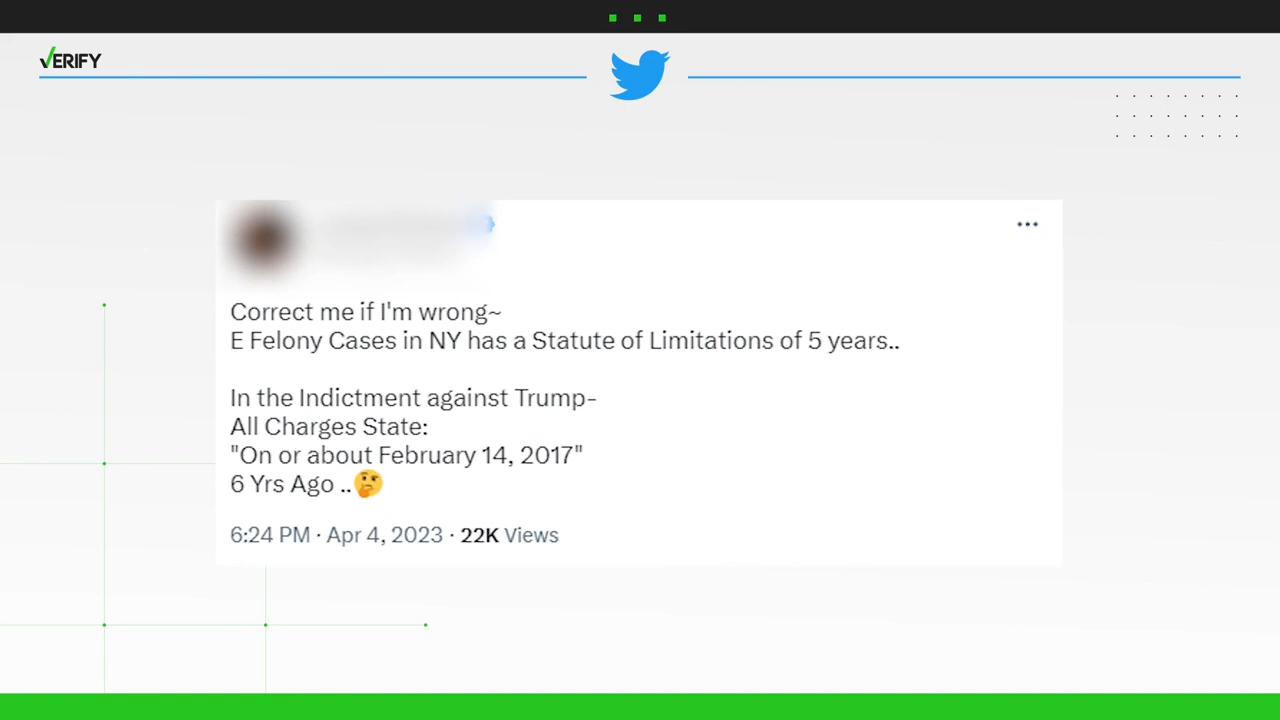 VERIFY
Correct me if I'm wrong~
E Felony Cases in NY has a Statute of Limitations of 5 years..
In the Indictment against Trump-
All Charges State:
"On or about February 14, 2017"
6 Yrs Ago ..🤔
6:24 PM · Apr 4, 2023 · 22K Views